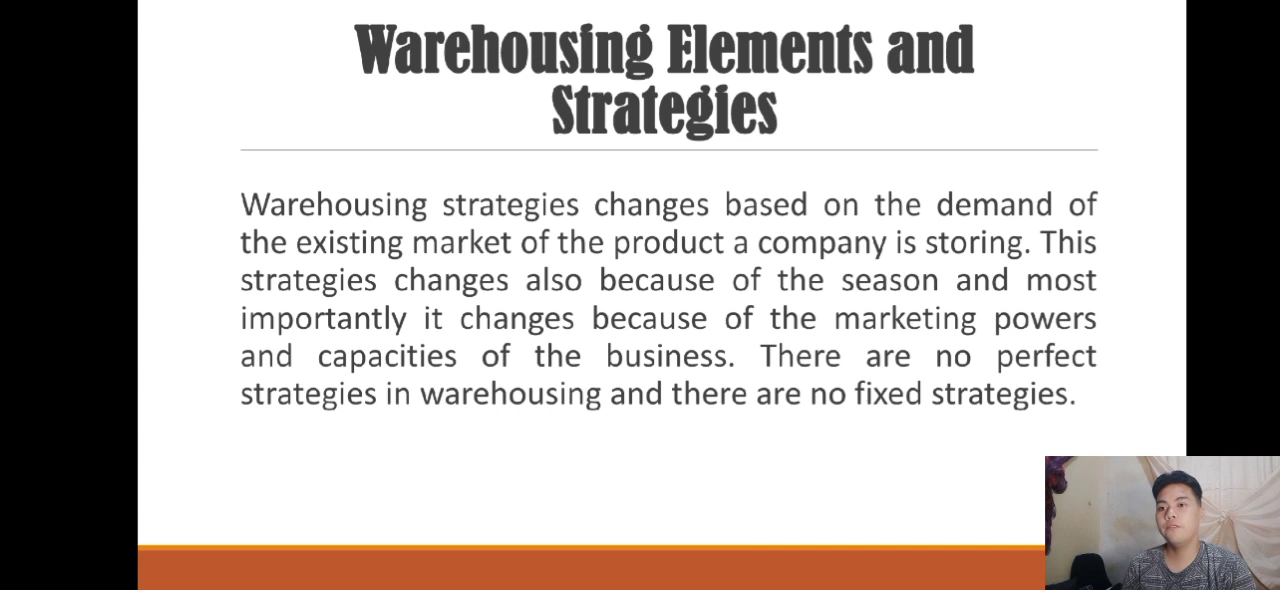 Warehousing Elements and
Strategies
Warehousing strategies changes based on the demand of
the existing market of the product a company is storing. This
strategies changes also because of the season and most
importantly it changes because of the marketing powers
and capacities of the business. There are no perfect
strategies in warehousing and there are no fixed strategies.